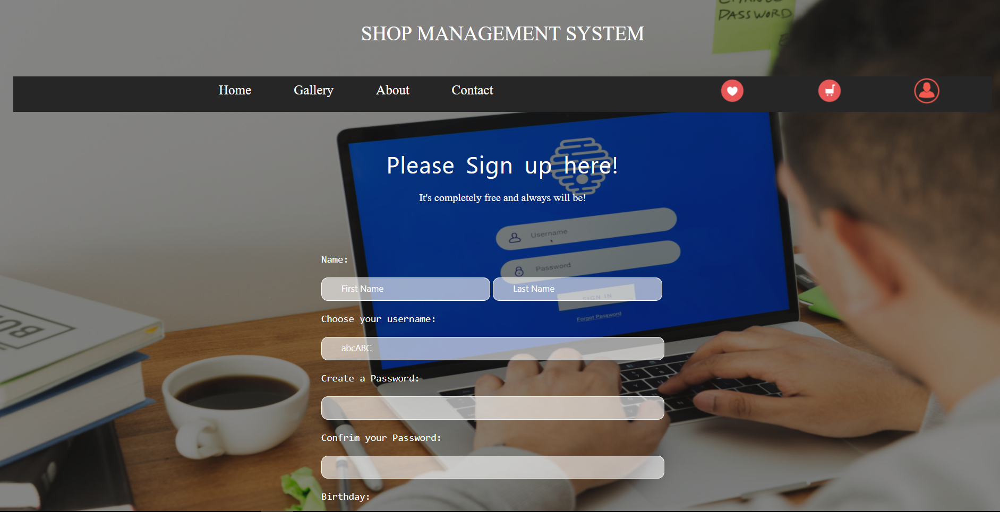 PASSWORD
SHOP MANAGEMENT SYSTEM
Home Gallery About Contact
Please Sign up here!
It's completely free and always will be!
Username
Password
SIGN IN
Forgot Password
Name:
First Name Last Name
Choose your username:
abcABC
Create a Password:
Confrim your Password:
Birthday: